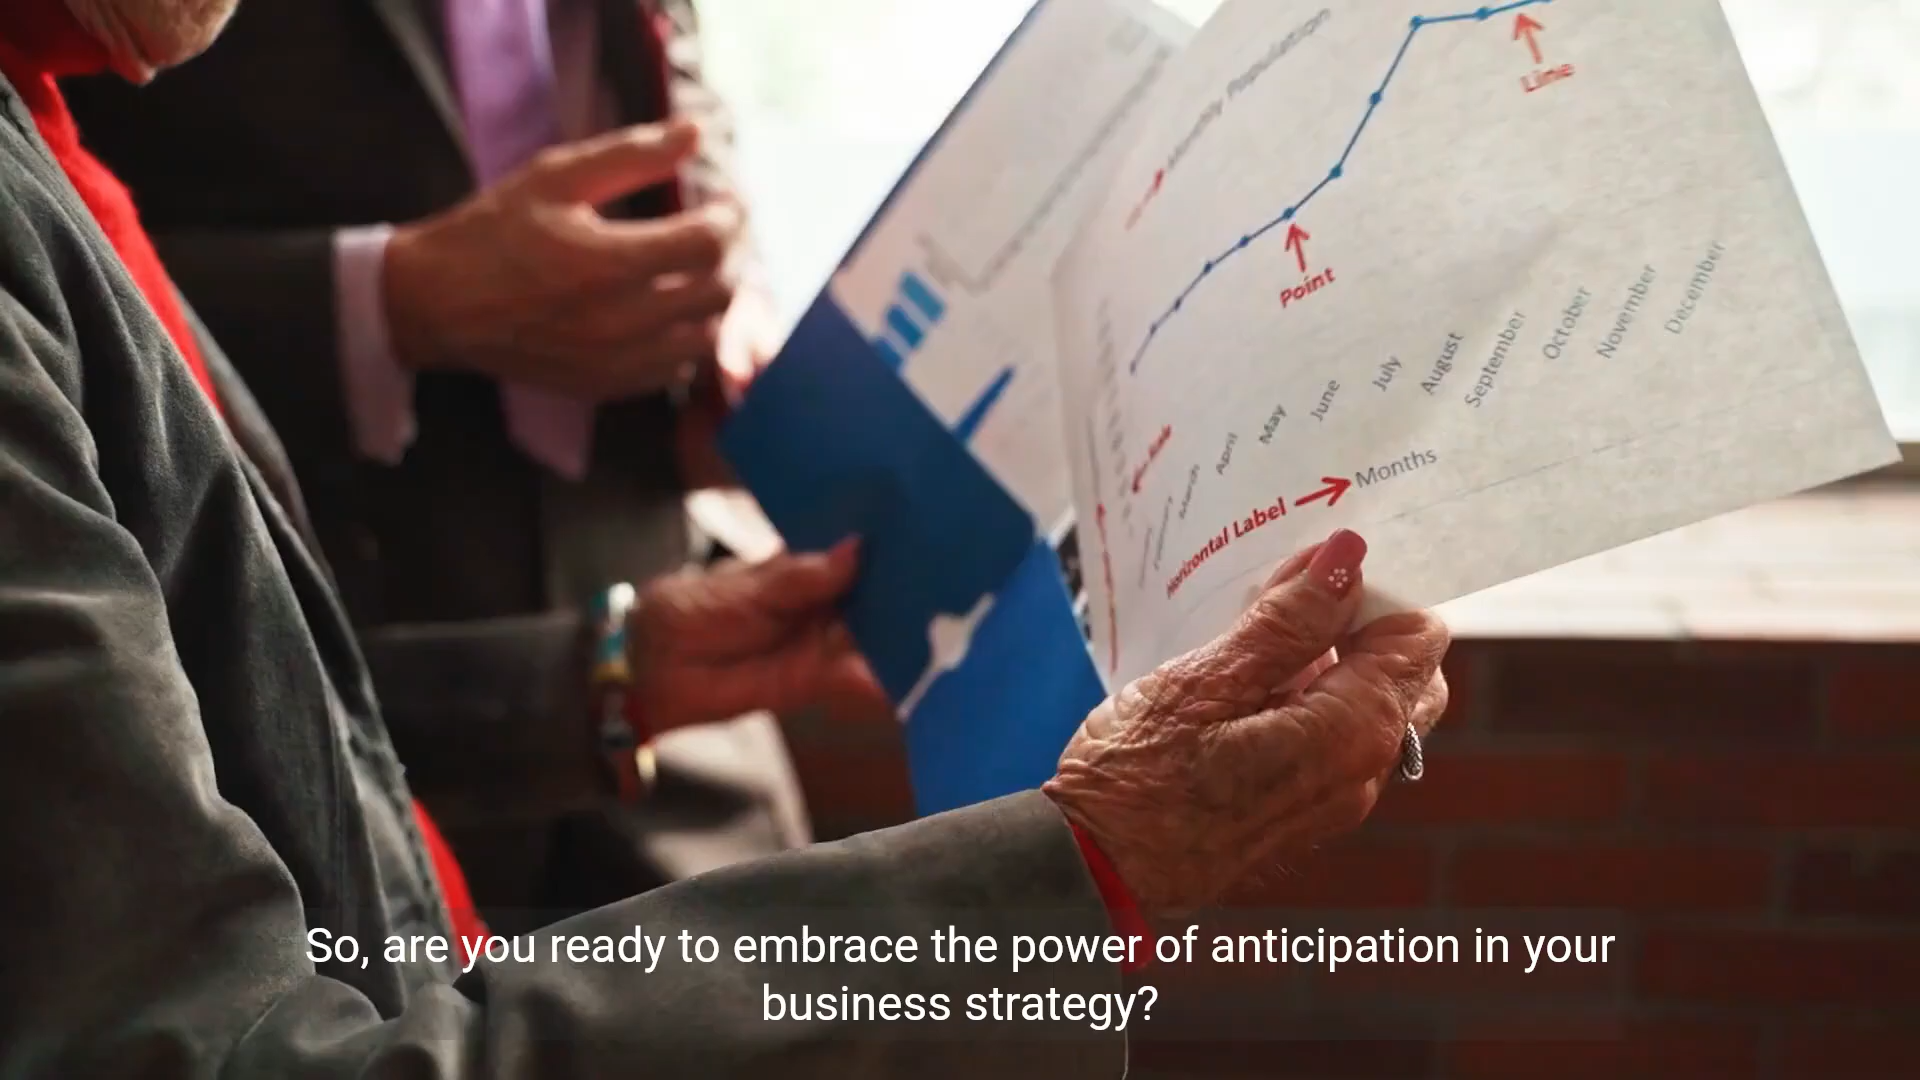 Monthly Population
Line
Point
March
April
May
June
July
August
September
October
November
December
Horizontal Label
Months
So, are you ready to embrace the power of anticipation in your
business strategy?